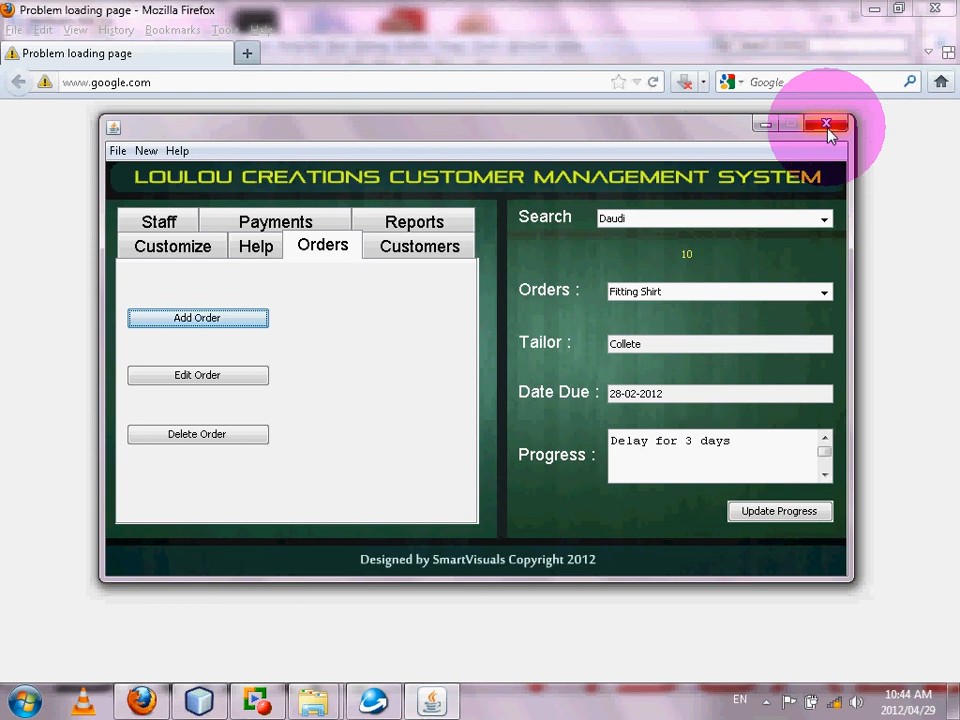 Problem loading page - Mozilla Firefox
File Edit View History Bookmarks Tools Help
Problem loading page
www.google.com
Google
File New Help
LOULOU CREATIONS CUSTOMER MANAGEMENT SYSTEM
Staff Payments Reports
Customize Help Orders Customers
Add Order
Edit Order
Delete Order
Search Daudi
10
Orders : Fitting Shirt
Tailor : Collete
Date Due : 28-02-2012
Progress : Delay for 3 days
Update Progress
Designed by SmartVisuals Copyright 2012
EN
10:44 AM
2012/04/29